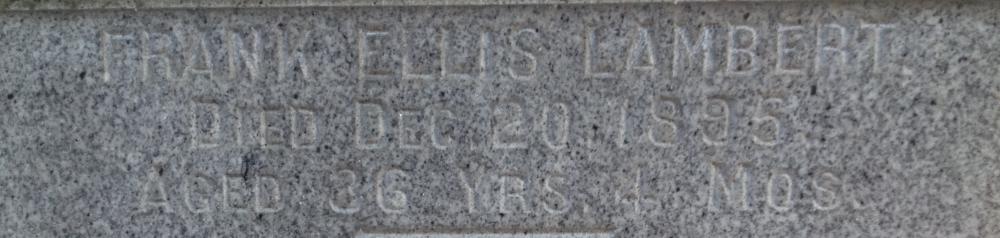 FRANK ELLIS LAMBERT,
DIED DEC. 20, 1895.
AGED 36 YRS. 4 MOS.